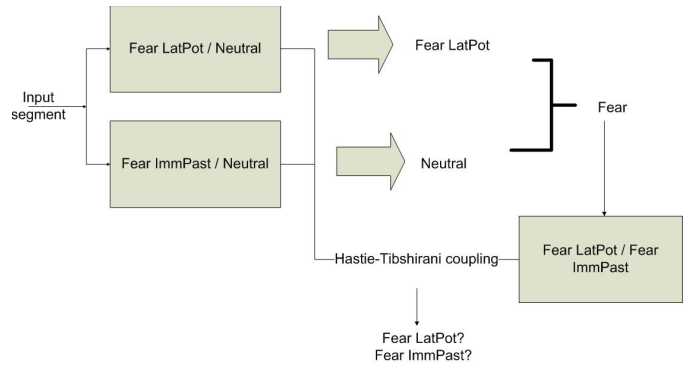 Fear LatPot / Neutral
Fear LatPot
Input
segment
Fear
Fear ImmPast / Neutral
Neutral
Fear LatPot / Fear
ImmPast
Hastie-Tibshirani coupling
Fear LatPot?
Fear ImmPast?